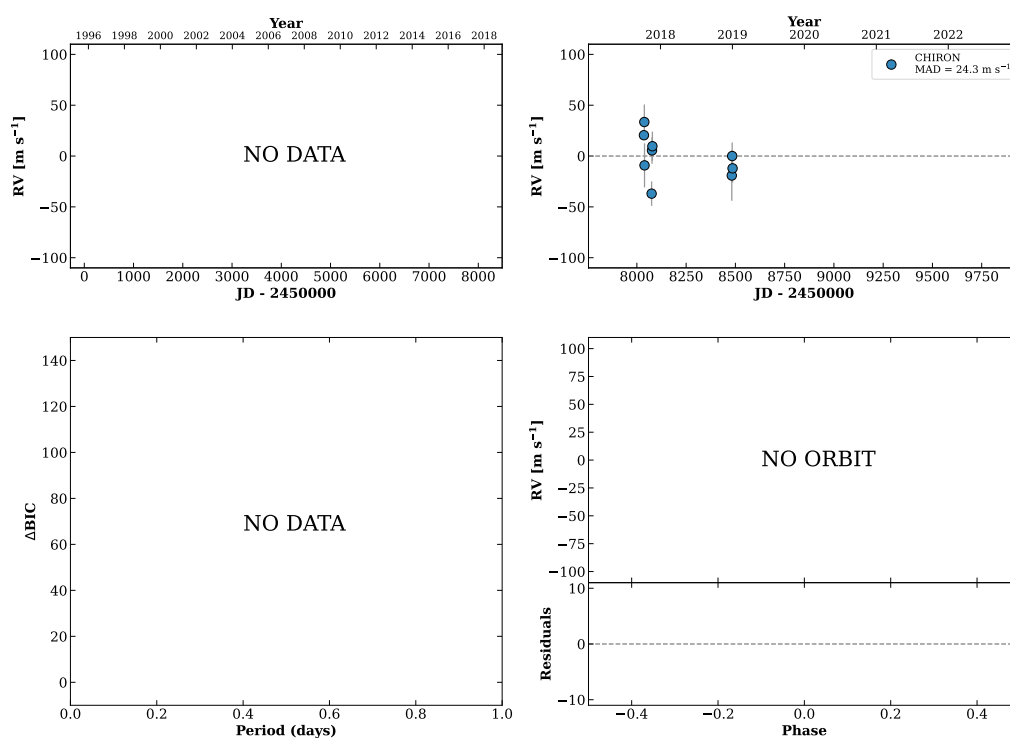 Year
1996 1998 2000 2002 2004 2006 2008 2010 2012 2014 2016 2018
100
50
0
−50
−100
RV [m s⁻¹]
NO DATA
0 1000 2000 3000 4000 5000 6000 7000 8000
JD - 2450000
Year
2018 2019 2020 2021 2022
CHIRON
MAD = 24.3 m s⁻¹
100
50
0
−50
−100
RV [m s⁻¹]
8000 8250 8500 8750 9000 9250 9500 9750
JD - 2450000
140
120
100
80
60
40
20
0
ΔBIC
NO DATA
0.0 0.2 0.4 0.6 0.8 1.0
Period (days)
100
75
50
25
0
−25
−50
−75
−100
RV [m s⁻¹]
NO ORBIT
10
0
−10
Residuals
−0.4 −0.2 0.0 0.2 0.4
Phase